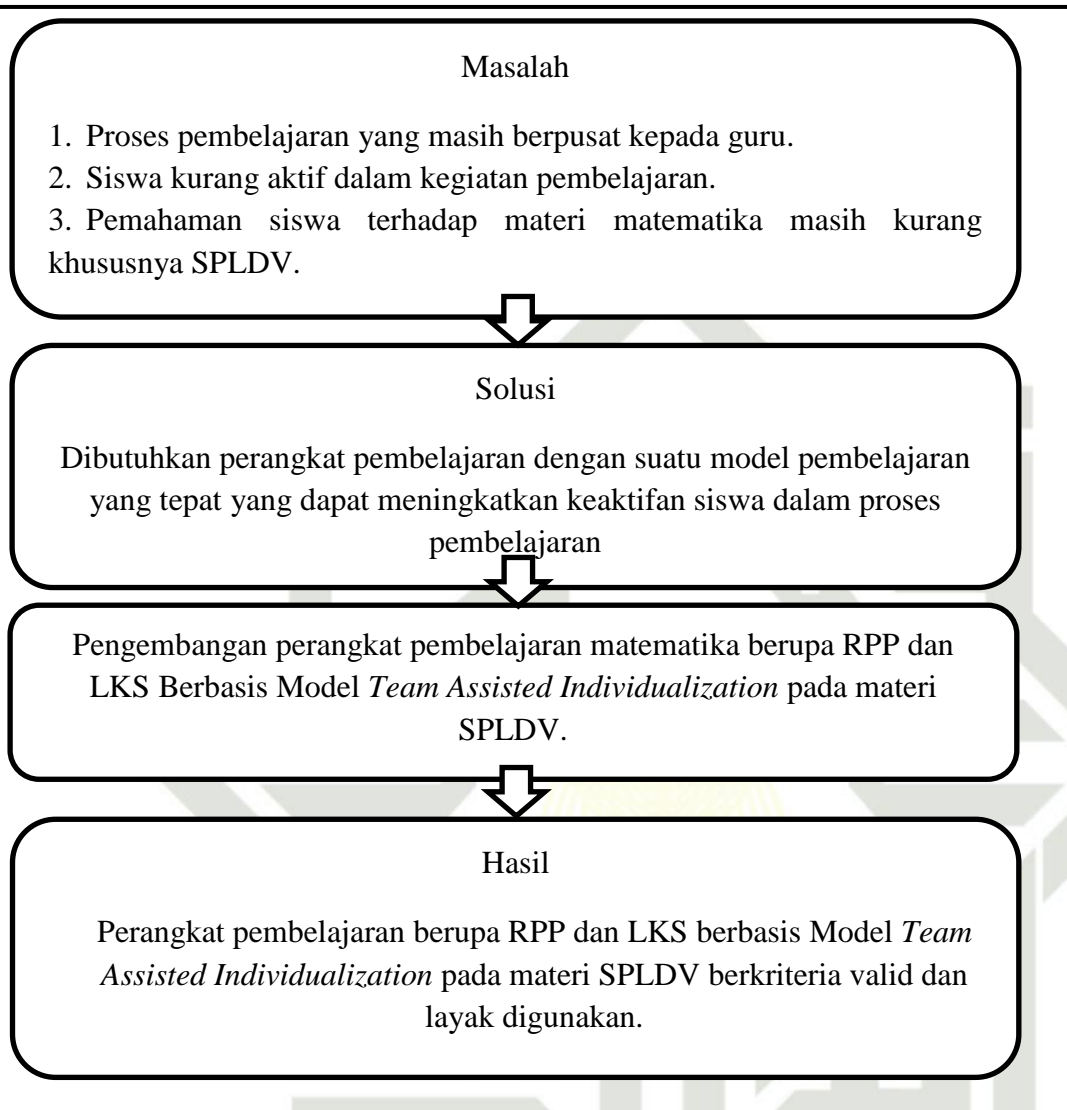 Masalah
1. Proses pembelajaran yang masih berpusat kepada guru.
2. Siswa kurang aktif dalam kegiatan pembelajaran.
3. Pemahaman siswa terhadap materi matematika masih kurang
khususnya SPLDV.
Solusi
Dibutuhkan perangkat pembelajaran dengan suatu model pembelajaran
yang tepat yang dapat meningkatkan keaktifan siswa dalam proses
pembelajaran
Pengembangan perangkat pembelajaran matematika berupa RPP dan
LKS Berbasis Model Team Assisted Individualization pada materi
SPLDV.
Hasil
Perangkat pembelajaran berupa RPP dan LKS berbasis Model Team
Assisted Individualization pada materi SPLDV berkriteria valid dan
layak digunakan.